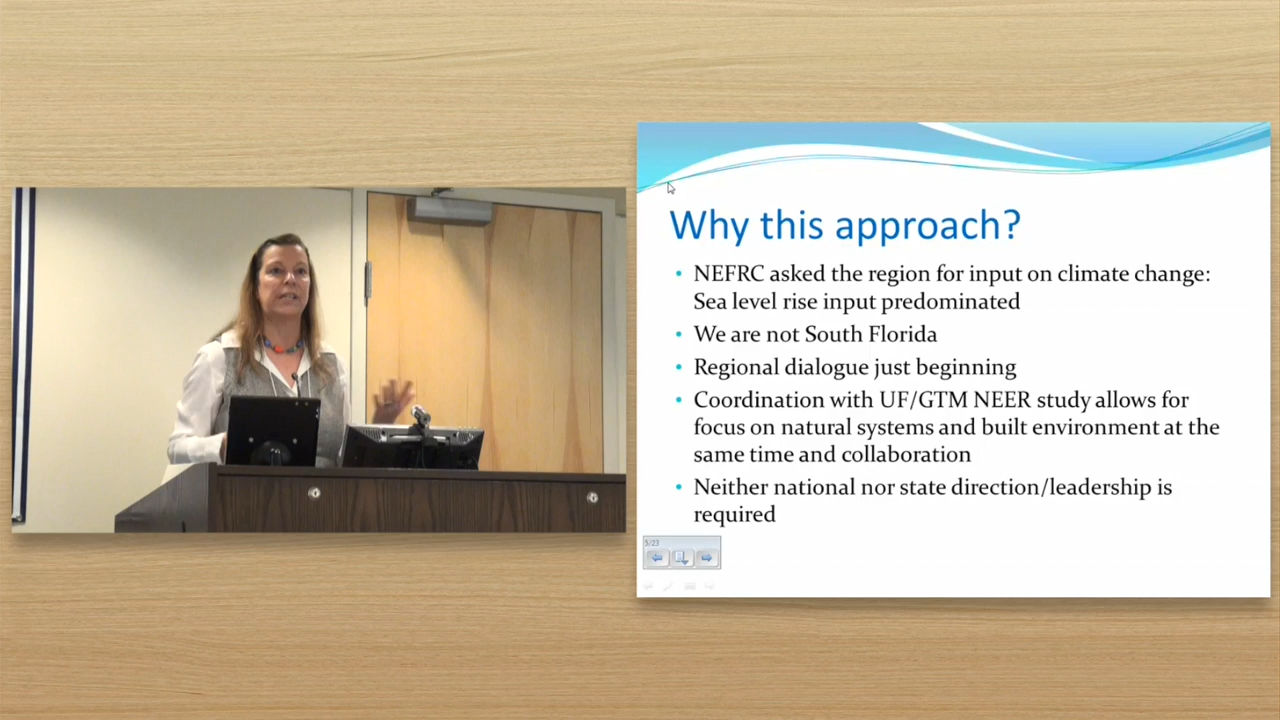 Why this approach?
• NEFRC asked the region for input on climate change:
Sea level rise input predominated
• We are not South Florida
• Regional dialogue just beginning
• Coordination with UF/GTM NEER study allows for
focus on natural systems and built environment at the
same time and collaboration
• Neither national nor state direction/leadership is
required
5/23